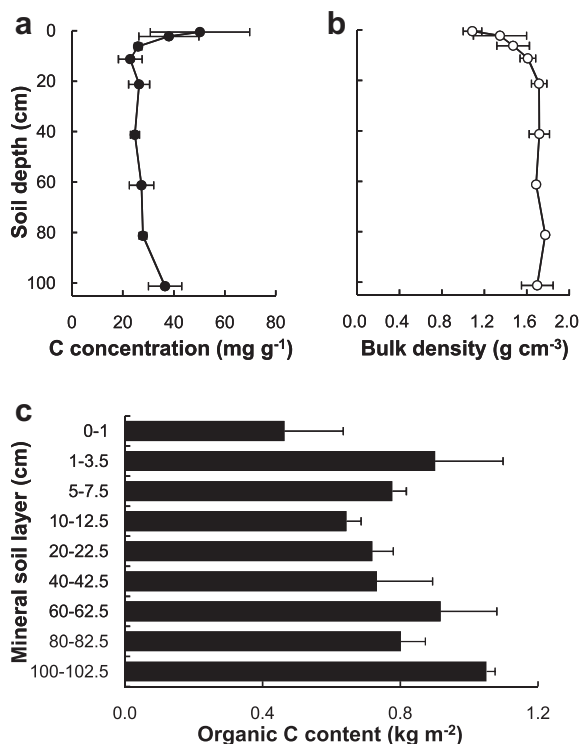 a
b
0
20
40
60
80
100
Soil depth (cm)
0 20 40 60 80
C concentration (mg g-1)
0.0 0.4 0.8 1.2 1.6 2.0
Bulk density (g cm-3)
c
Mineral soil layer (cm)
0-1
1-3.5
5-7.5
10-12.5
20-22.5
40-42.5
60-62.5
80-82.5
100-102.5
0.0 0.4 0.8 1.2
Organic C content (kg m-2)